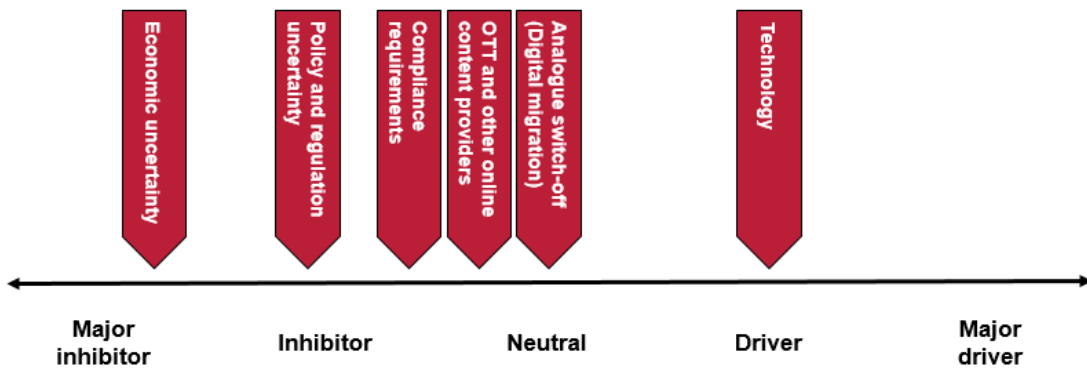 Economic uncertainty
Policy and regulation
uncertainty
Compliance
requirements
OTT and other online
content providers
Analogue switch-off
(Digital migration)
Technology
Major
inhibitor
Inhibitor
Neutral
Driver
Major
driver